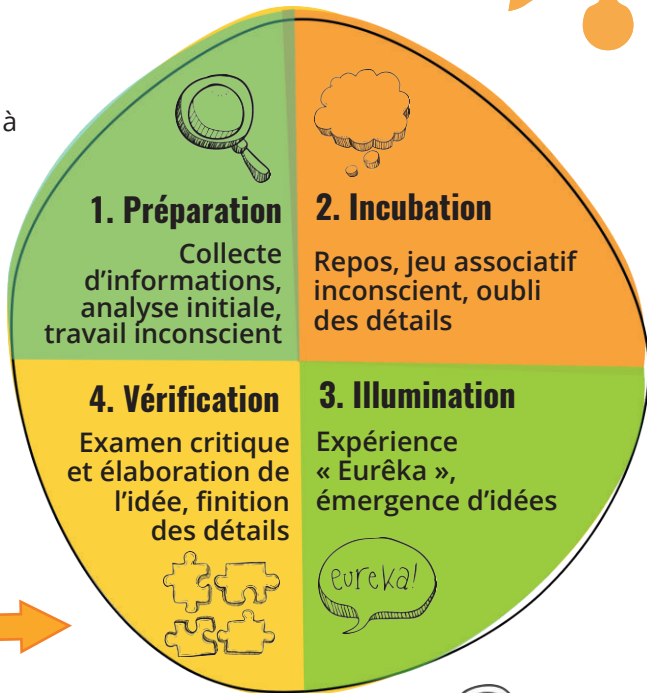 à
1. Préparation
Collecte
d'informations,
analyse initiale,
travail inconscient
2. Incubation
Repos, jeu associatif
inconscient, oubli
des détails
3. Illumination
Expérience
« Eurêka »,
émergence d'idées
eureka!
4. Vérification
Examen critique
et élaboration de
l'idée, finition
des détails